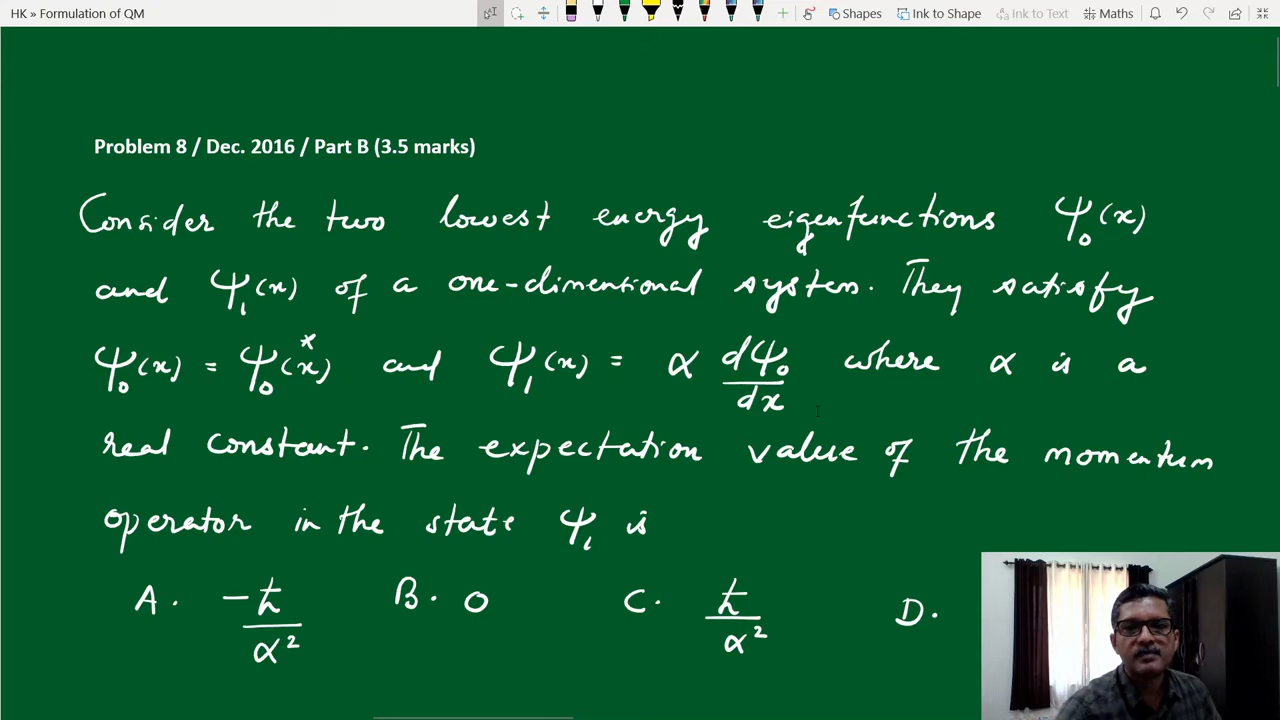 HK » Formulation of QM
Shapes Ink to Shape Ink to Text Maths
Problem 8 / Dec. 2016 / Part B (3.5 marks)
Consider the two lowest energy eigenfunctions Ψ₀(x)
and Ψ₁(x) of a one-dimentional system. They satisfy
Ψ₀(x) = Ψ₀(x*) and Ψ₁(x) = α dΨ₀/dx where α is a
real constant. The expectation value of the momentum
operator in the state Ψ₁ is
A. -ħ/α² B. 0 C. ħ/α² D.